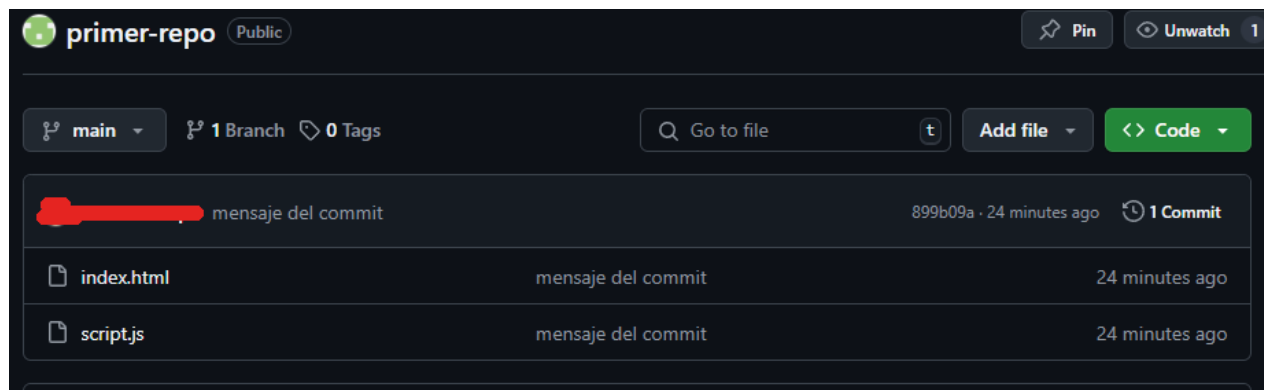 primer-repo Public Pin Unwatch 1
main 1 Branch 0 Tags Go to file t Add file Code
mensaje del commit 899b09a · 24 minutes ago 1 Commit
index.html mensaje del commit 24 minutes ago
script.js mensaje del commit 24 minutes ago